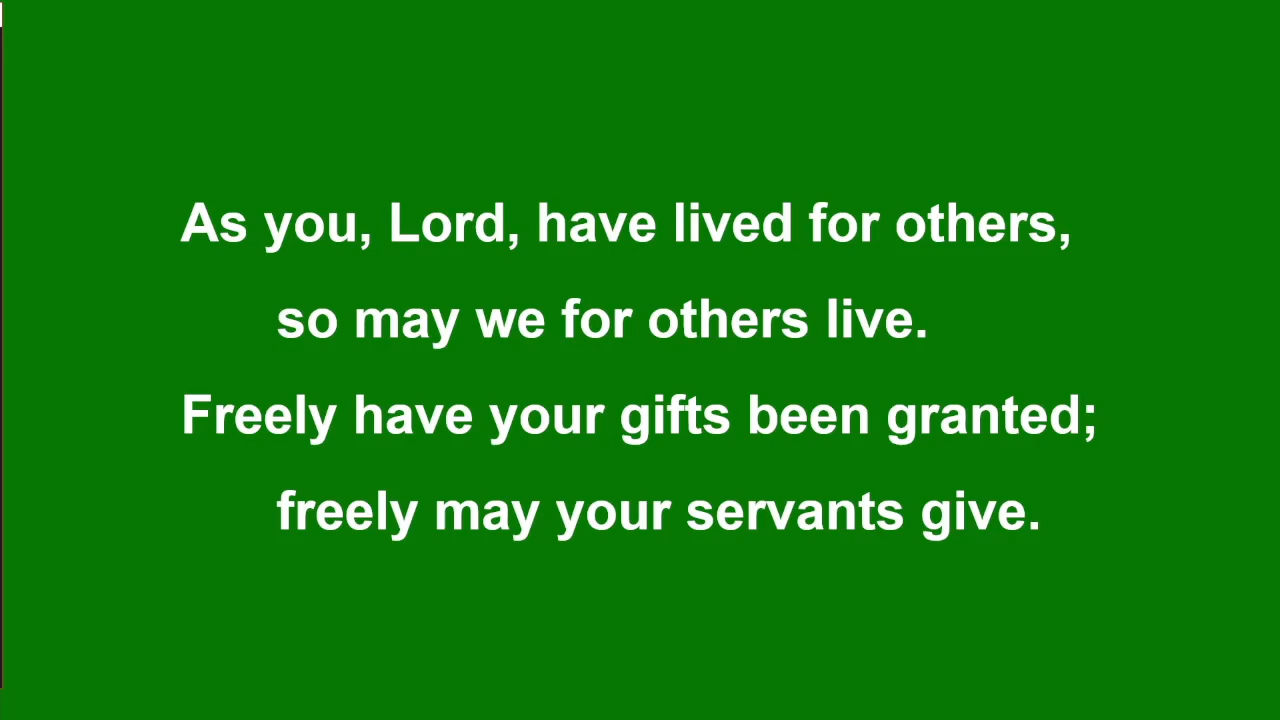 As you, Lord, have lived for others,
so may we for others live.
Freely have your gifts been granted;
freely may your servants give.